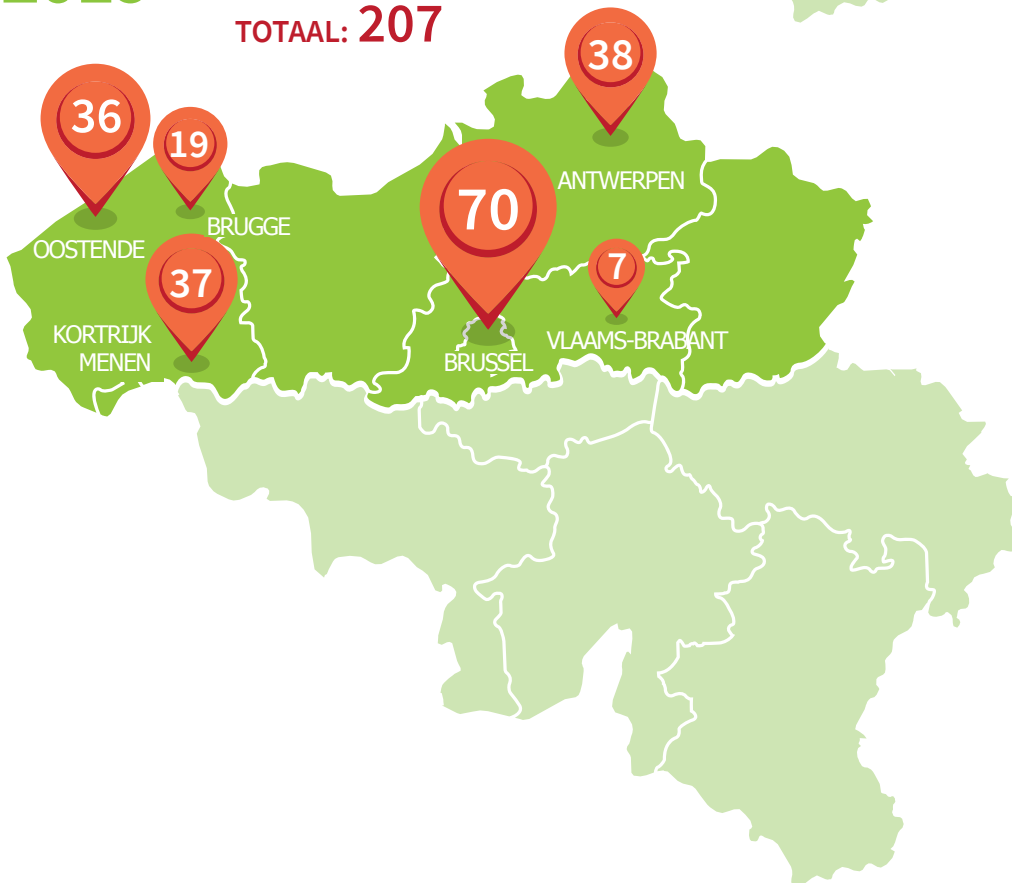 TOTAAL: 207
38
36
19
70
ANTWERPEN
BRUGGE
OOSTENDE
37
7
KORTRIJK
MENEN
VLAAMS-BRABANT
BRUSSEL